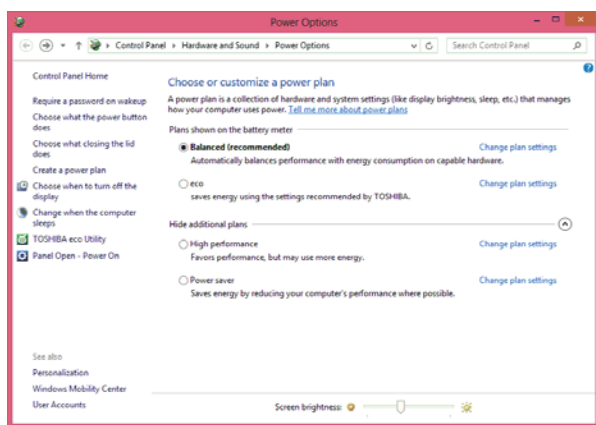 Power Options
Control Panel Hardware and Sound Power Options
Search Control Panel
Control Panel Home
Require a password on wakeup
Choose what the power button
does
Choose what closing the lid
does
Create a power plan
Choose when to turn off the
display
Change when the computer
sleeps
TOSHIBA eco Utility
Panel Open - Power On
See also
Personalization
Windows Mobility Center
User Accounts
Choose or customize a power plan
A power plan is a collection of hardware and system settings (like display brightness, sleep, etc.) that manages
how your computer uses power. Tell me more about power plans
Plans shown on the battery meter
Balanced (recommended) Change plan settings
Automatically balances performance with energy consumption on capable hardware.
eco Change plan settings
saves energy using the settings recommended by TOSHIBA.
Hide additional plans
High performance Change plan settings
Favors performance, but may use more energy.
Power saver Change plan settings
Saves energy by reducing your computer's performance where possible.
Screen brightness: